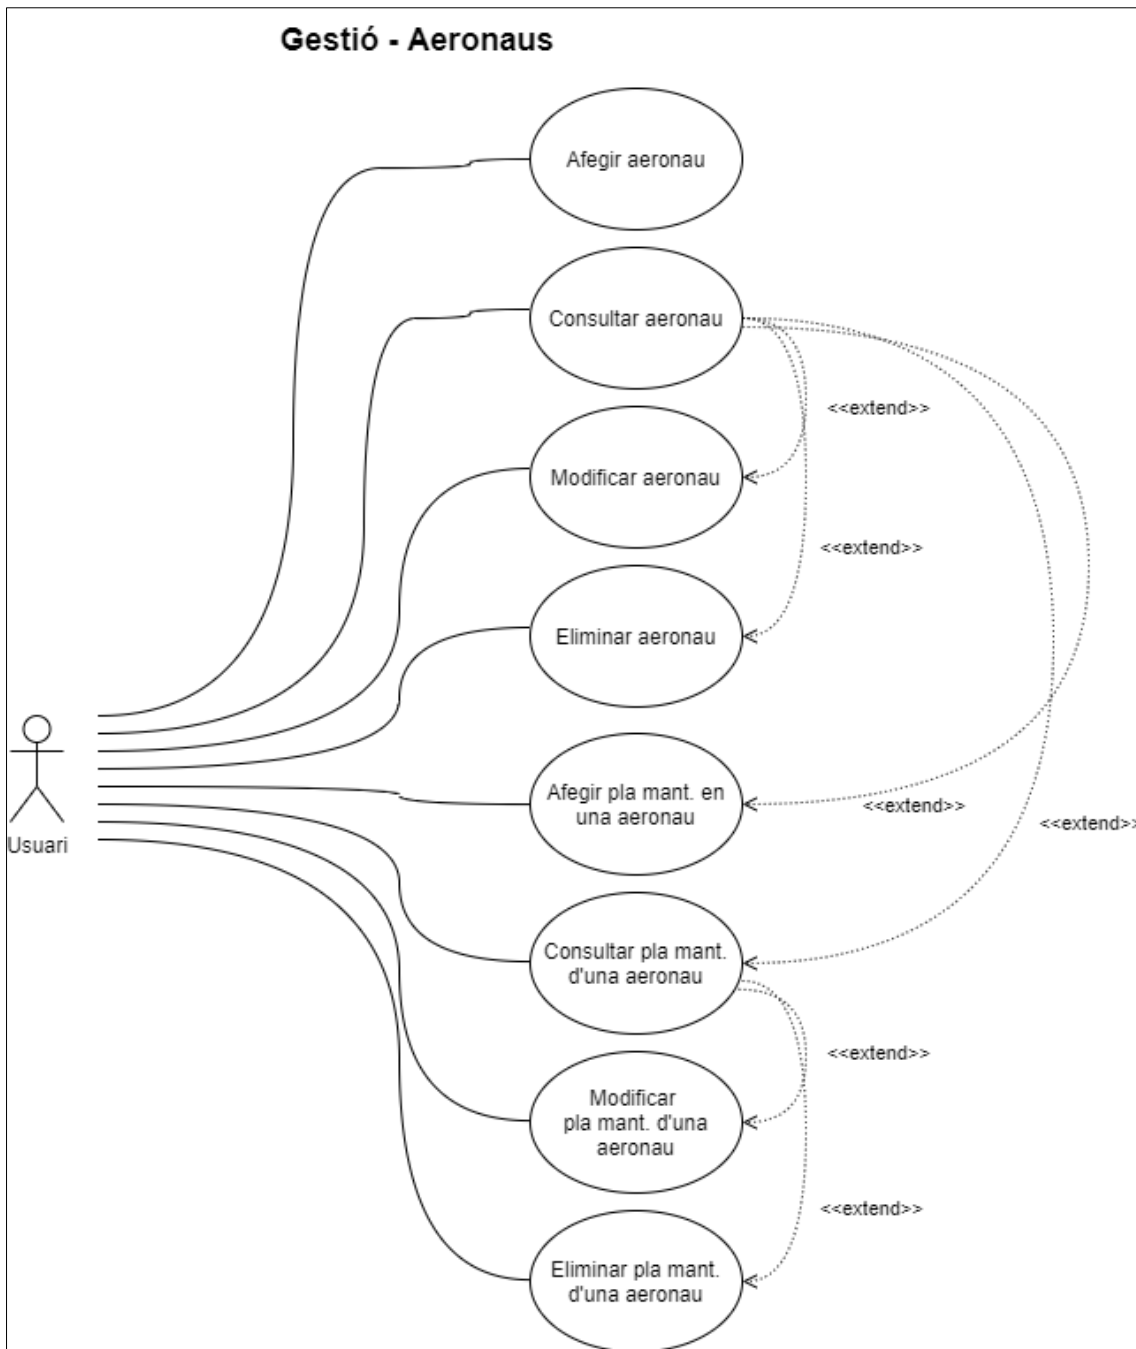 Gestió - Aeronaus
Afegir aeronau
Consultar aeronau
<<extend>>
Modificar aeronau
<<extend>>
Eliminar aeronau
Afegir pla mant. en
una aeronau
<<extend>>
<<extend>>
Usuari
Consultar pla mant.
d'una aeronau
<<extend>>
Modificar
pla mant. d'una
aeronau
<<extend>>
Eliminar pla mant.
d'una aeronau